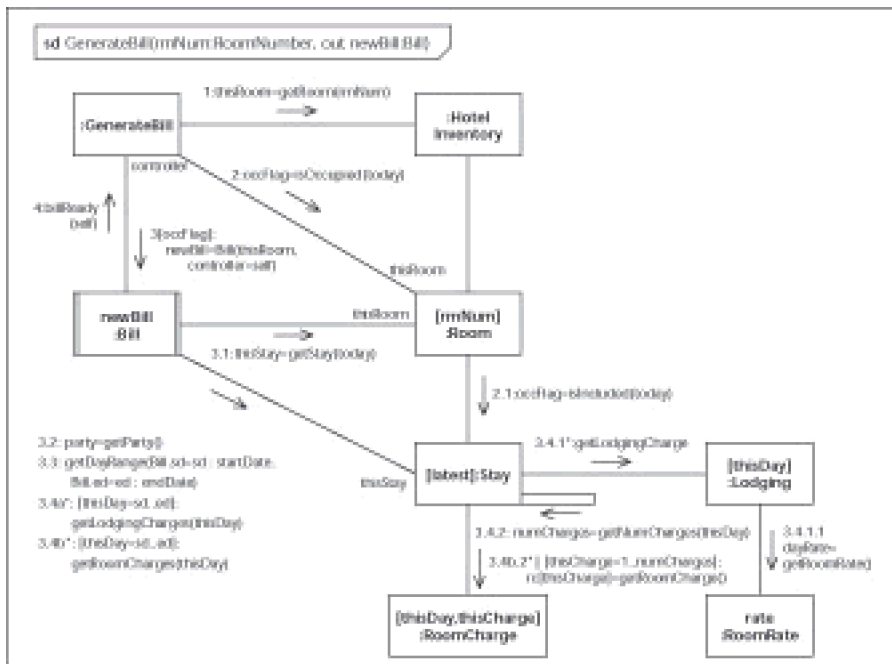 sd GenerateBill(rmNum:RoomNumber, out newBill:Bill)
1:thisRoom=getRoom(rmNum)
:GenerateBill
:Hotel
Inventory
controller
2:occFlag=isOccupied(today)
4:billReady
(self)
3[occFlag]:
newBill=Bill(thisRoom,
controller=self)
thisRoom
newBill
:Bill
thisRoom
[rmNum]
:Room
3.1:thisStay=getStay(today)
2.1:occFlag=isIncluded(today)
3.2: party=getParty()
3.3: getDayRange(Bill.sd=sd : startDate,
Bill.ed=ed : endDate)
3.4a*: [thisDay=sd..ed]:
getLodgingCharges(thisDay)
3.4b*: [thisDay=sd..ed]:
getRoomCharges(thisDay)
thisStay
[latest]:Stay
3.4.1*:getLodgingCharge
[thisDay]
:Lodging
3.4.2: numCharges=getNumCharges(thisDay)
3.4b.2*|| [thisCharge=1..numCharges]:
rc[thisCharge]=getRoomCharge()
3.4.1.1
dayRate=
getRoomRate()
[thisDay,thisCharge]
:RoomCharge
rate
:RoomRate